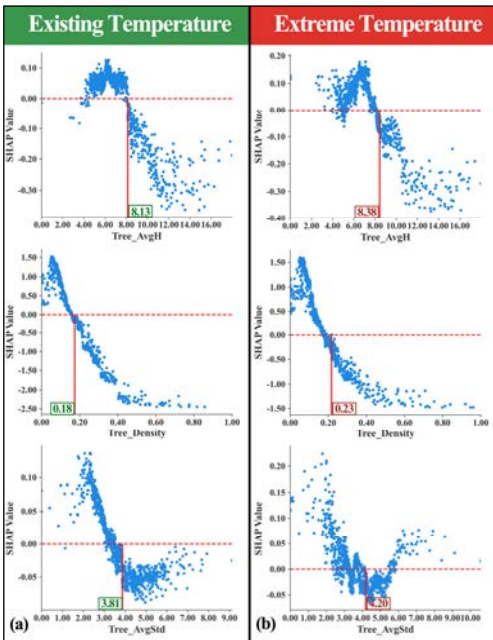 Existing Temperature
Extreme Temperature
0.10
0.00
-0.10
-0.20
-0.30
SHAP Value
8.13
0.00 2.00 4.00 6.00 8.00 10.00 12.00 14.00 16.00
Tree_AvgH
0.20
0.10
0.00
-0.10
-0.20
-0.30
-0.40
SHAP Value
8.38
0.00 2.00 4.00 6.00 8.00 10.00 12.00 14.00 16.00
Tree_AvgH
1.50
1.00
0.50
0.00
-0.50
-1.00
-1.50
-2.00
-2.50
SHAP Value
0.18
0.00 0.20 0.40 0.60 0.80 1.00
Tree_Density
1.50
1.00
0.50
0.00
-0.50
-1.00
-1.50
SHAP Value
0.23
0.00 0.20 0.40 0.60 0.80 1.00
Tree_Density
0.10
0.05
0.00
-0.05
SHAP Value
3.81
0.00 1.00 2.00 3.00 4.00 5.00 6.00 7.00 8.00 9.00
Tree_AvgStd
(a)
0.20
0.15
0.10
0.05
0.00
-0.05
SHAP Value
4.20
0.00 1.00 2.00 3.00 4.00 5.00 6.00 7.00 8.00 9.00 10.00
Tree_AvgStd
(b)